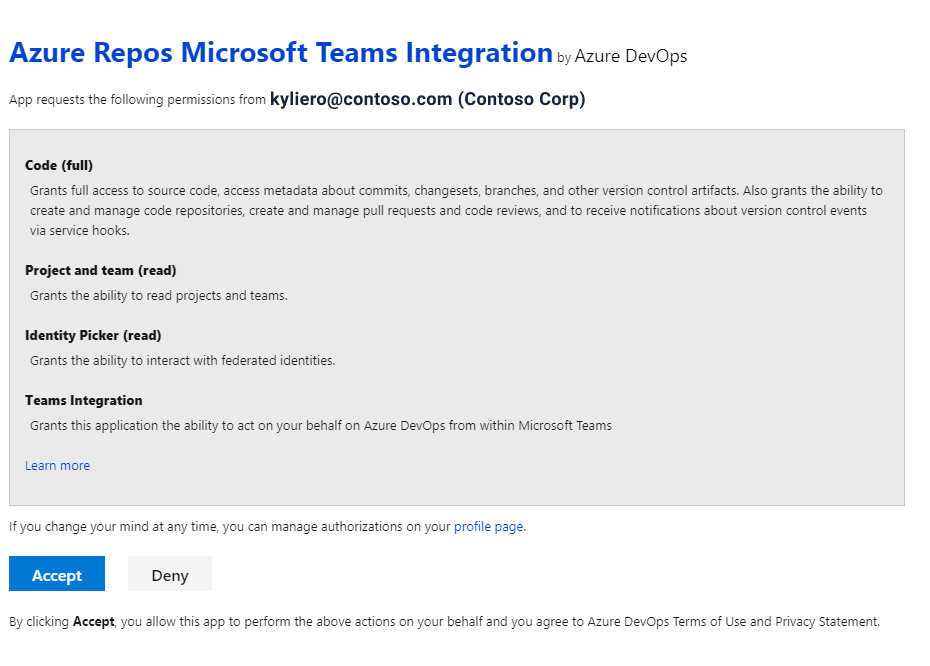 Azure Repos Microsoft Teams Integration by Azure DevOps
App requests the following permissions from kyliero@contoso.com (Contoso Corp)
Code (full)
Grants full access to source code, access metadata about commits, changesets, branches, and other version control artifacts. Also grants the ability to
create and manage code repositories, create and manage pull requests and code reviews, and to receive notifications about version control events
via service hooks.
Project and team (read)
Grants the ability to read projects and teams.
Identity Picker (read)
Grants the ability to interact with federated identities.
Teams Integration
Grants this application the ability to act on your behalf on Azure DevOps from within Microsoft Teams
Learn more
If you change your mind at any time, you can manage authorizations on your profile page.
Accept Deny
By clicking Accept, you allow this app to perform the above actions on your behalf and you agree to Azure DevOps Terms of Use and Privacy Statement.